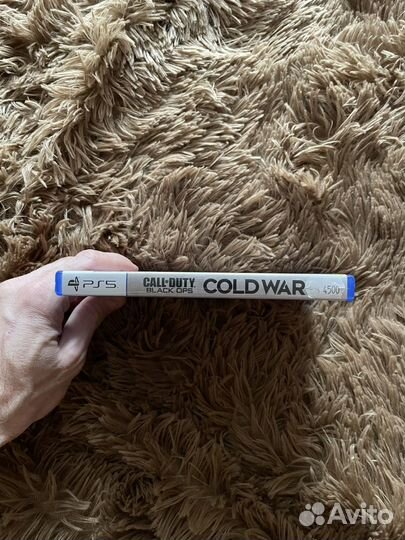 PS5
CALL OF DUTY
BLACK OPS
COLD WAR
4500
Avito